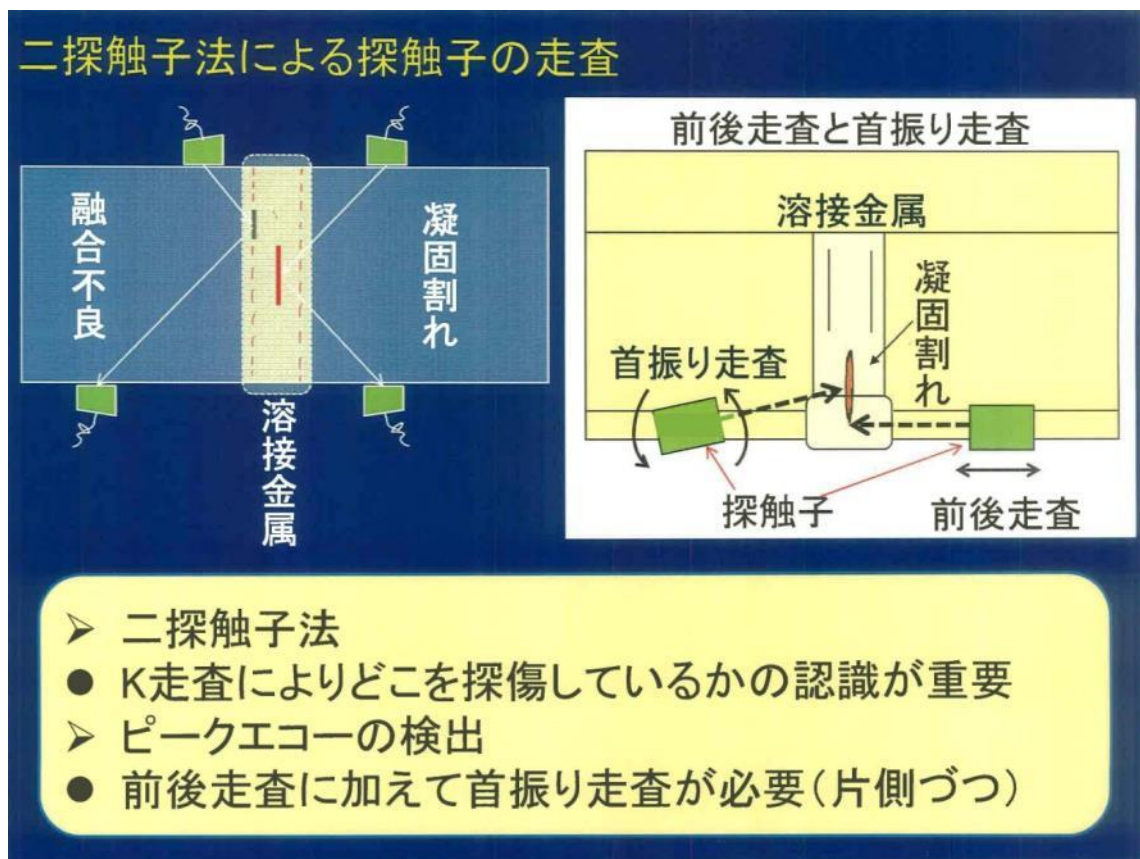 二探触子法による探触子の走査
融合不良
凝固割れ
溶接金属
前後走査と首振り走査
溶接金属
凝固割れ
首振り走査
探触子
前後走査
➢ 二探触子法
● K走査によりどこを探傷しているかの認識が重要
➢ ピークエコーの検出
● 前後走査に加えて首振り走査が必要(片側づつ)